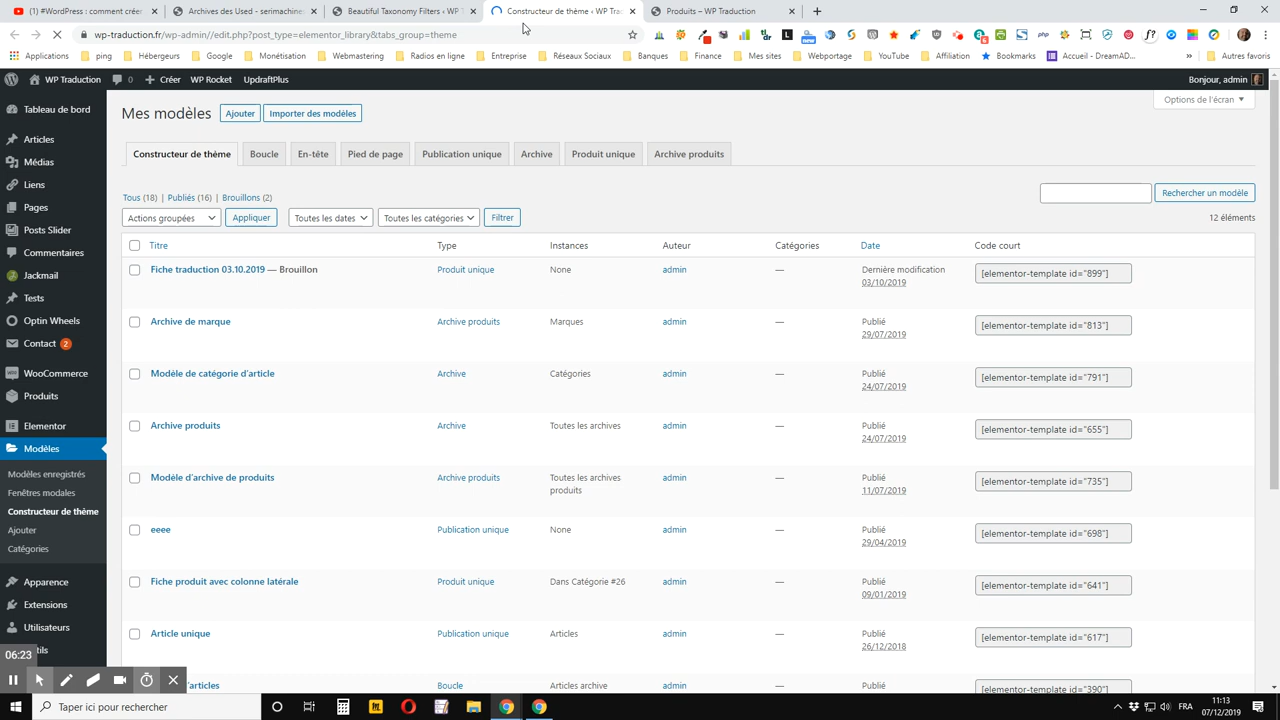 (1) #WordPress : comment créer
Archives des Used - serimachines
Beautiful Taxonomy Filters ‹ WP T
Constructeur de thème ‹ WP Trad
Produits – WP Traduction
wp-traduction.fr/wp-admin//edit.php?post_type=elementor_library&tabs_group=theme
Applications
ping
Hébergeurs
Google
Monétisation
Webmastering
Radios en ligne
Entreprise
Réseaux Sociaux
Banques
Finance
Mes sites
Webportage
YouTube
Affiliation
Bookmarks
Accueil - DreamAD...
Autres favoris
WP Traduction
0
Créer
WP Rocket
UpdraftPlus
Bonjour, admin
Tableau de bord
Articles
Médias
Liens
Pages
Posts Slider
Commentaires
Jackmail
Tests
Optin Wheels
Contact 2
WooCommerce
Produits
Elementor
Modèles
Modèles enregistrés
Fenêtres modales
Constructeur de thème
Ajouter
Catégories
Apparence
Extensions
Utilisateurs
Mes modèles
Ajouter
Importer des modèles
Options de l'écran
Constructeur de thème
Boucle
En-tête
Pied de page
Publication unique
Archive
Produit unique
Archive produits
Tous (18) | Publiés (16) | Brouillons (2)
Rechercher un modèle
Actions groupées
Appliquer
Toutes les dates
Toutes les catégories
Filtrer
12 éléments
Titre Type Instances Auteur Catégories Date Code court
Fiche traduction 03.10.2019 — Brouillon Produit unique None admin — Dernière modification [elementor-template id="899"]
03/10/2019
Archive de marque Archive produits Marques admin — Publié [elementor-template id="813"]
29/07/2019
Modèle de catégorie d'article Archive Catégories admin — Publié [elementor-template id="791"]
24/07/2019
Archive produits Archive Toutes les archives admin — Publié [elementor-template id="655"]
24/07/2019
Modèle d'archive de produits Archive produits Toutes les archives admin — Publié [elementor-template id="735"]
produits 11/07/2019
eeee Publication unique None admin — Publié [elementor-template id="698"]
29/04/2019
Fiche produit avec colonne latérale Produit unique Dans Catégorie #26 admin — Publié [elementor-template id="641"]
09/01/2019
Article unique Publication unique Articles admin — Publié [elementor-template id="617"]
26/12/2018
Boucle Articles archive admin — Publié [elementor-template id="390"]
06:23
Taper ici pour rechercher
FRA
11:13
07/12/2019